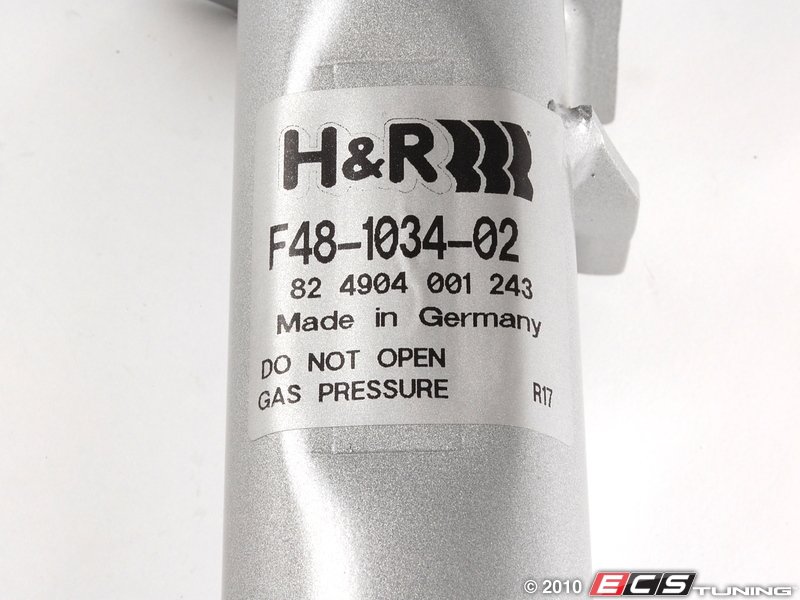 H&R
F48-1034-02
82 4904 001 243
Made in Germany
DO NOT OPEN
GAS PRESSURE R17
© 2010 ECS TUNING